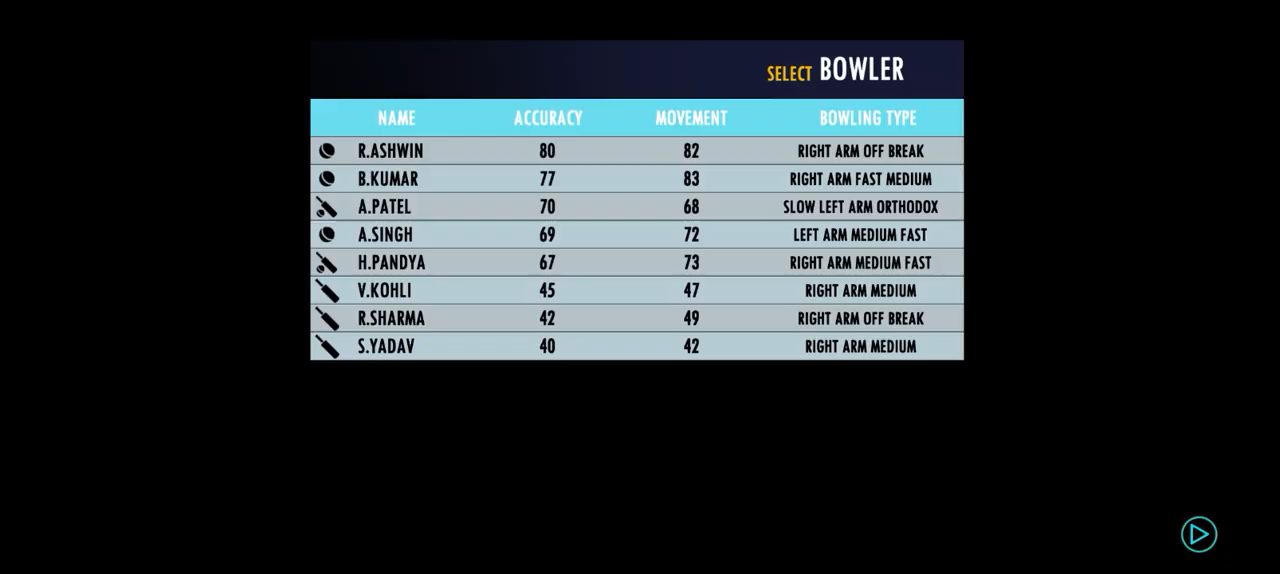 SELECT BOWLER
NAME ACCURACY MOVEMENT BOWLING TYPE
R.ASHWIN 80 82 RIGHT ARM OFF BREAK
B.KUMAR 77 83 RIGHT ARM FAST MEDIUM
A.PATEL 70 68 SLOW LEFT ARM ORTHODOX
A.SINGH 69 72 LEFT ARM MEDIUM FAST
H.PANDYA 67 73 RIGHT ARM MEDIUM FAST
V.KOHLI 45 47 RIGHT ARM MEDIUM
R.SHARMA 42 49 RIGHT ARM OFF BREAK
S.YADAV 40 42 RIGHT ARM MEDIUM